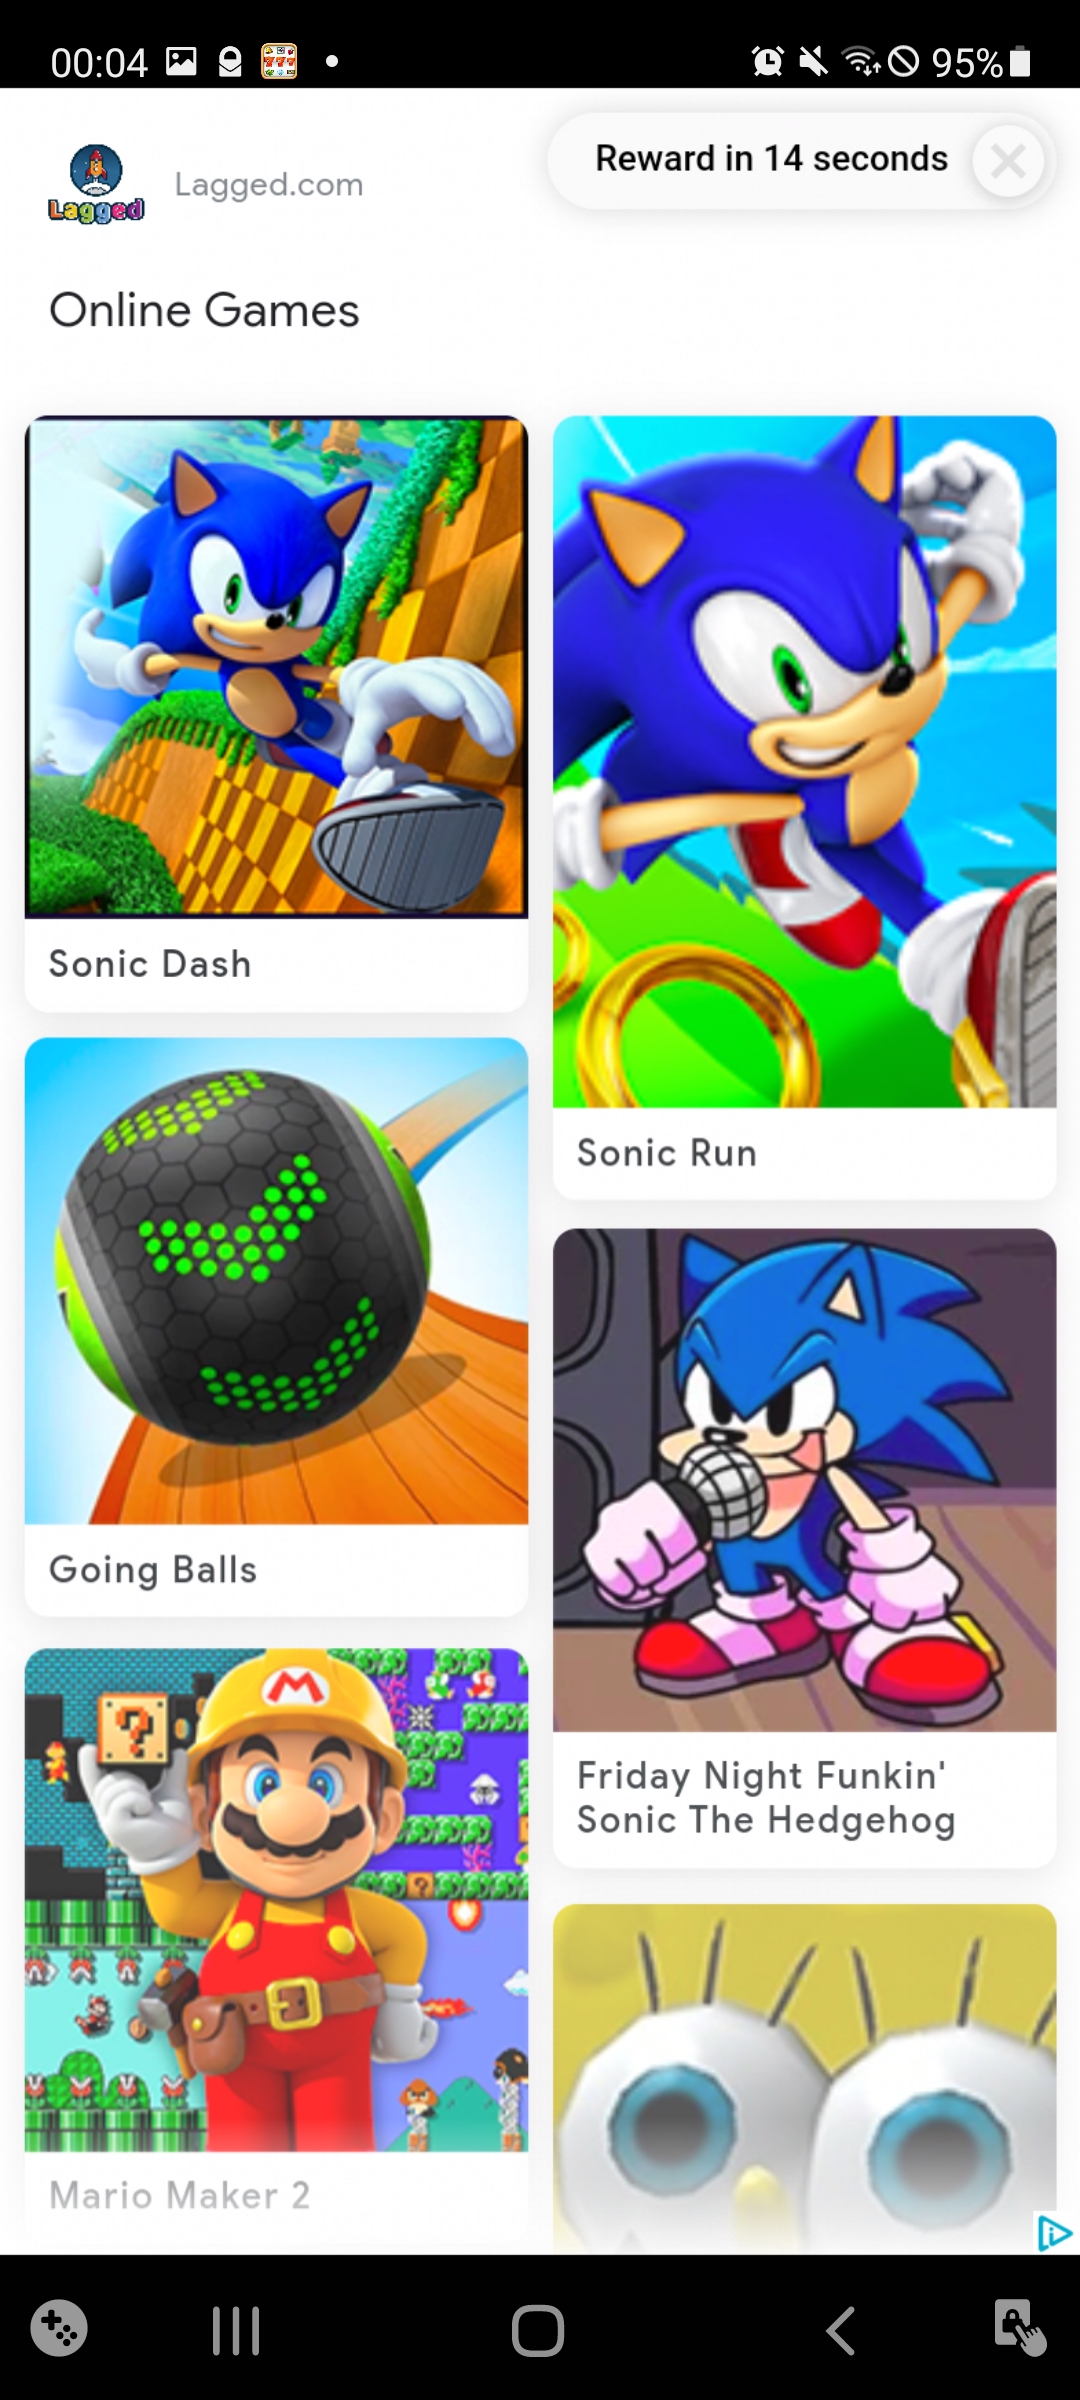 00:04
95%
Lagged
Lagged.com
Reward in 14 seconds
Online Games
Sonic Dash
Sonic Run
Going Balls
Friday Night Funkin'
Sonic The Hedgehog
M
?
?
Mario Maker 2